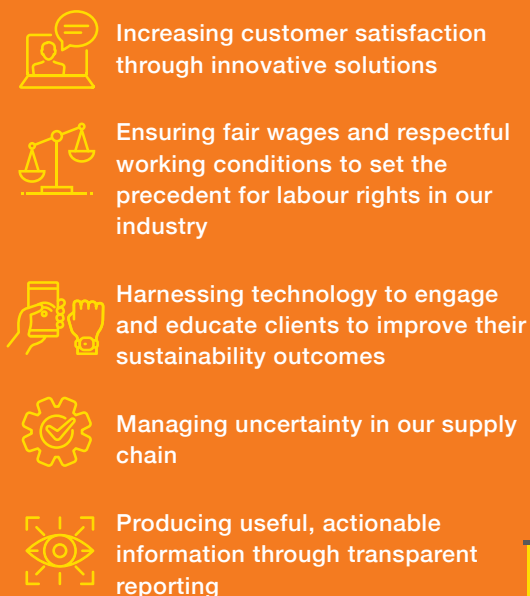 Increasing customer satisfaction
through innovative solutions
Ensuring fair wages and respectful
working conditions to set the
precedent for labour rights in our
industry
Harnessing technology to engage
and educate clients to improve their
sustainability outcomes
Managing uncertainty in our supply
chain
Producing useful, actionable
information through transparent
reporting